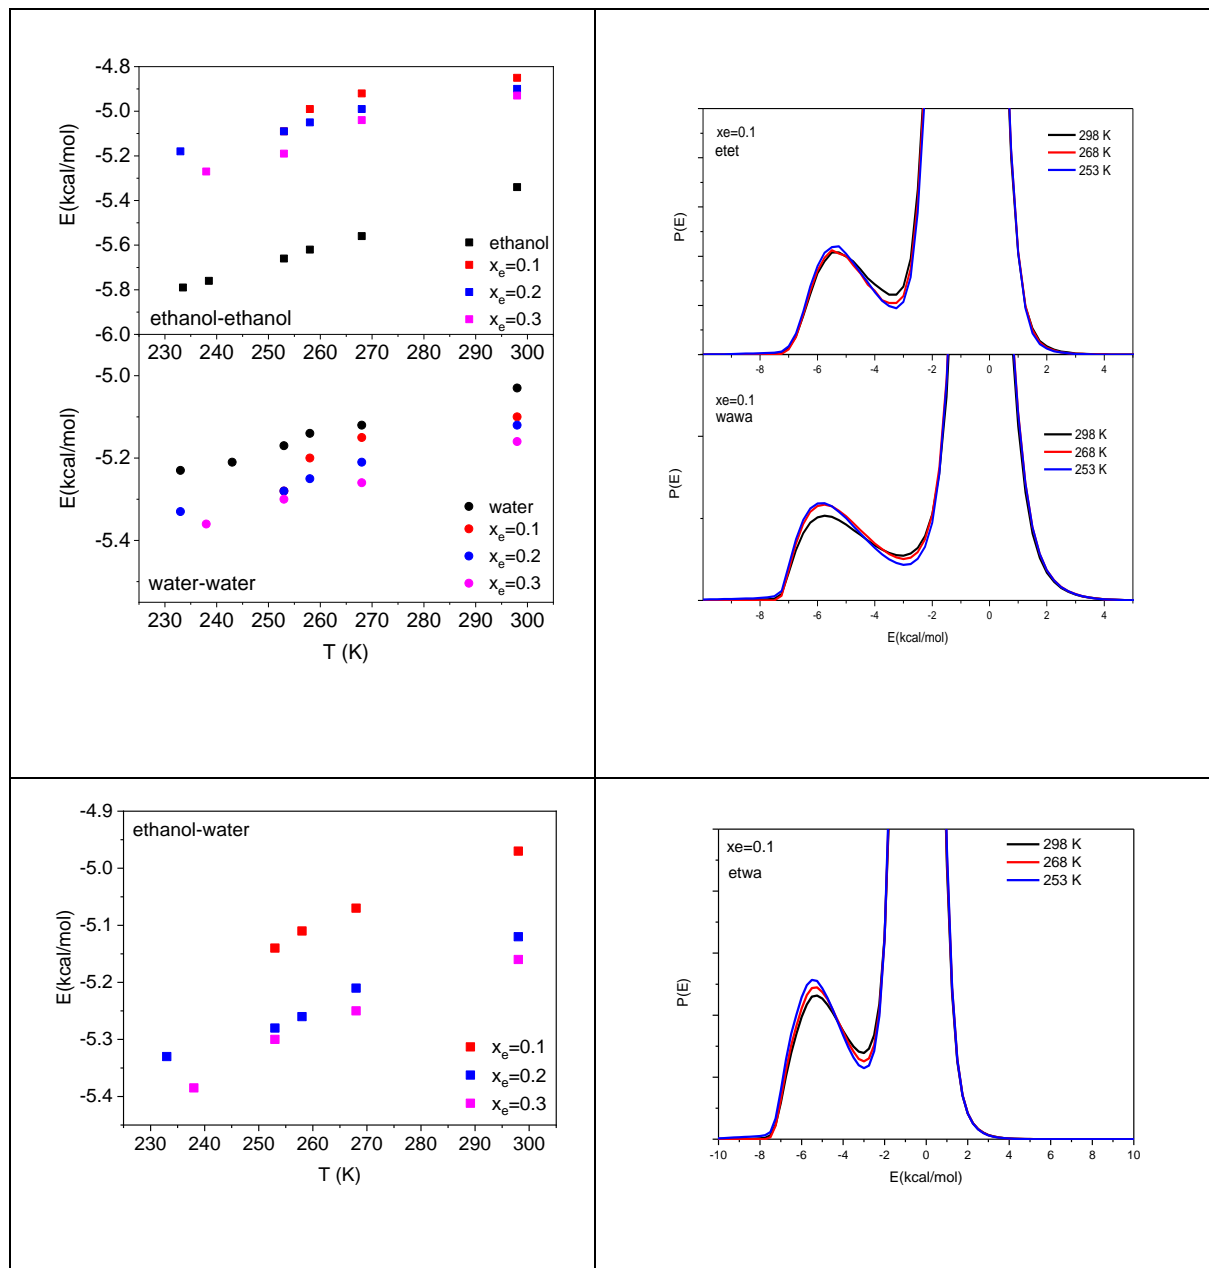 -4.8
-5.0
-5.2
-5.4
-5.6
-5.8
-6.0
E(kcal/mol)
ethanol
xₑ=0.1
xₑ=0.2
xₑ=0.3
ethanol-ethanol
230 240 250 260 270 280 290 300
-5.0
-5.2
-5.4
E(kcal/mol)
water
xₑ=0.1
xₑ=0.2
xₑ=0.3
water-water
230 240 250 260 270 280 290 300
T (K)
xe=0.1
etet
298 K
268 K
253 K
P(E)
-8 -6 -4 -2 0 2 4
xe=0.1
wawa
298 K
268 K
253 K
P(E)
-8 -6 -4 -2 0 2 4
E(kcal/mol)
-4.9
-5.0
-5.1
-5.2
-5.3
-5.4
E(kcal/mol)
ethanol-water
xₑ=0.1
xₑ=0.2
xₑ=0.3
230 240 250 260 270 280 290 300
T (K)
xe=0.1
etwa
298 K
268 K
253 K
P(E)
-10 -8 -6 -4 -2 0 2 4 6 8 10
E(kcal/mol)